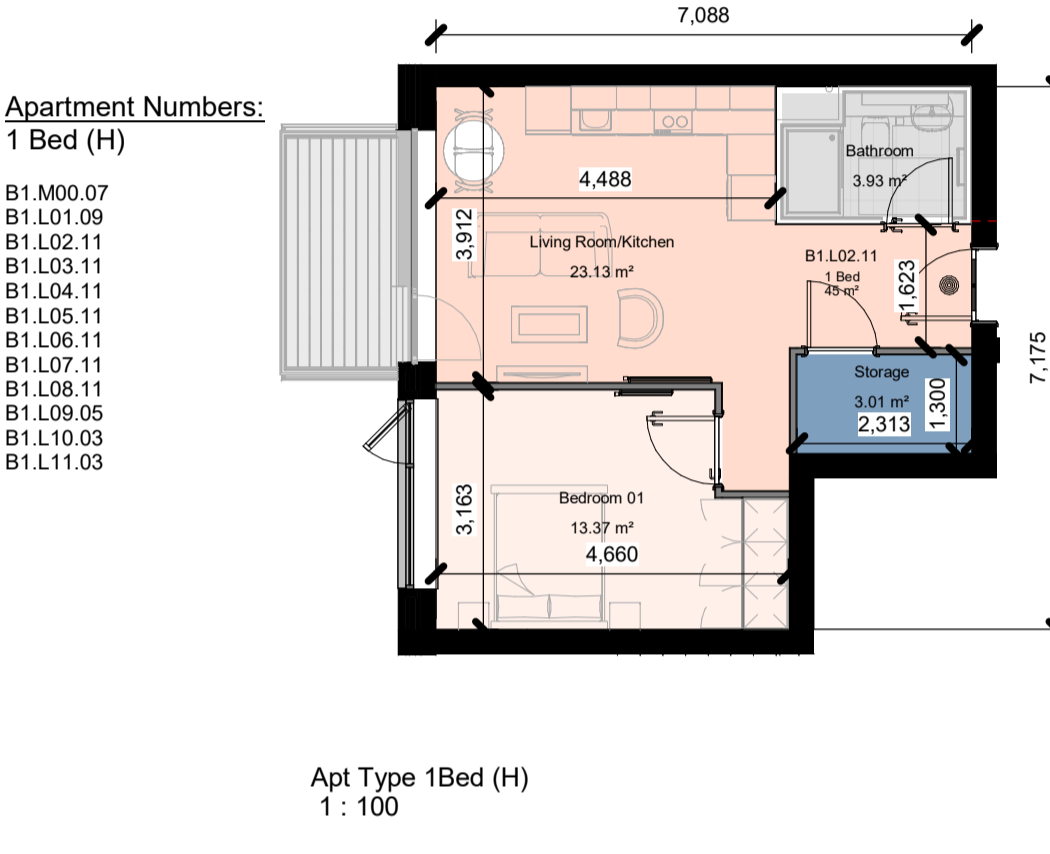 7,088
Apartment Numbers:
1 Bed (H)
B1.M00.07
B1.L01.09
B1.L02.11
B1.L03.11
B1.L04.11
B1.L05.11
B1.L06.11
B1.L07.11
B1.L08.11
B1.L09.05
B1.L10.03
B1.L11.03
Bathroom
3.93 m²
4,488
3,912
Living Room/Kitchen
23.13 m²
B1.L02.11
1 Bed
45 m²
1,623
7,175
Storage
3.01 m²
2,313
1,300
3,163
Bedroom 01
13.37 m²
4,660
Apt Type 1Bed (H)
1 : 100